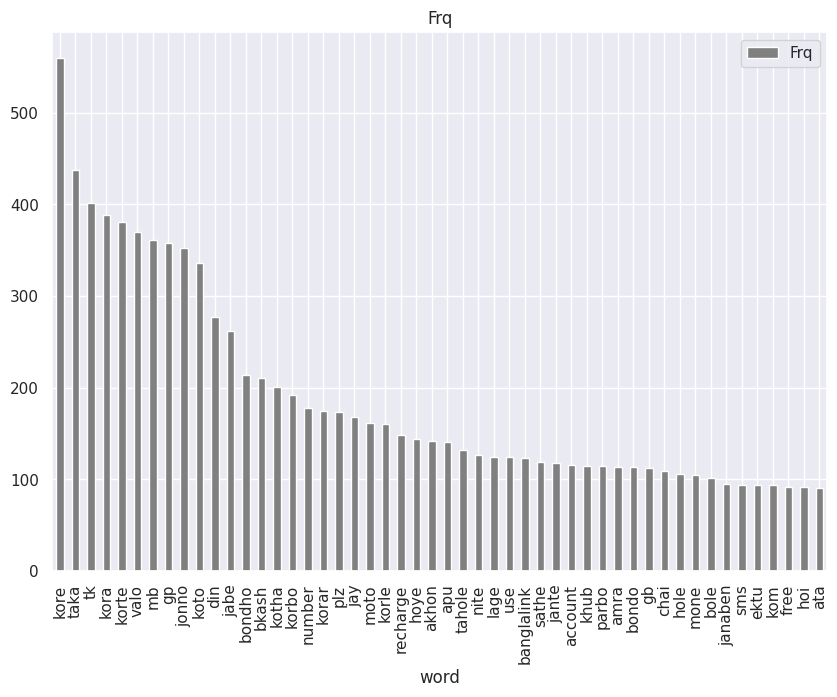 Frq
Frq
500
400
300
200
100
0
kore
taka
tk
kora
korte
valo
mb
gp
jonno
koto
din
jabe
bondho
bkash
kotha
korbo
number
korar
plz
jay
moto
korle
recharge
hoye
akhon
apu
tahole
nite
lage
use
banglalink
sathe
jante
account
khub
parbo
amra
bondo
gb
chai
hole
mone
bole
janaben
sms
ektu
kom
free
hoi
ata
word